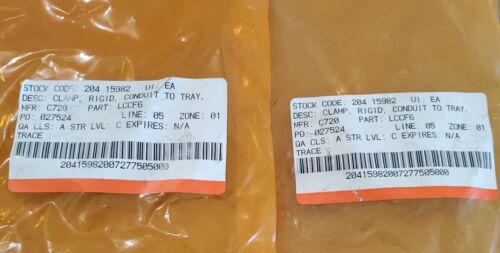 STOCK CODE: 204 15982 UI: EA
DESC: CLAMP, RIGID, CONDUIT TO TRAY,
MFR: C720 PART: LCCF6
PO: 027524 LINE: 05 ZONE: 01
QA CLS: A STR LVL: C EXPIRES: N/A
TRACE:
20415982007277505000
STOCK CODE: 204 15982 UI: EA
DESC: CLAMP, RIGID, CONDUIT TO TRAY,
MFR: C720 PART: LCCF6
PO: 027524 LINE: 05 ZONE: 01
QA CLS: A STR LVL: C EXPIRES: N/A
TRACE:
20415982007277505000